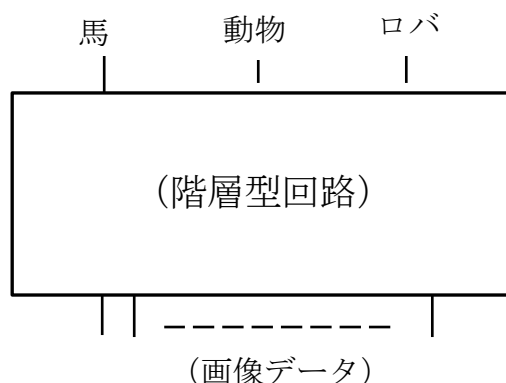 馬 動物 ロバ
（階層型回路）
（画像データ）